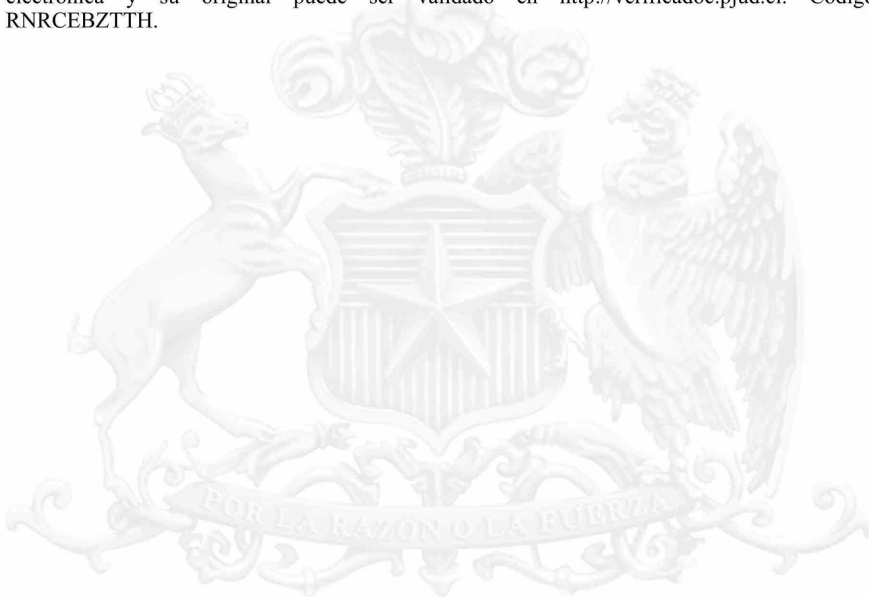 electrónica y su original puede ser validado en http://verificadoc.pjud.cl. Código
RNRCEBZTTH.
POR LA RAZON O LA FUERZA